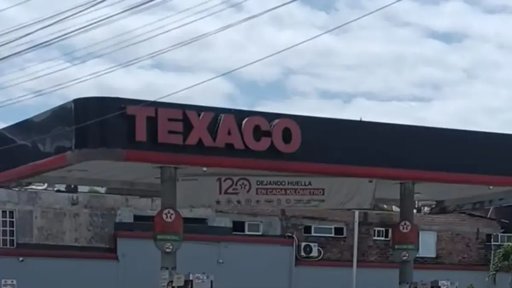 TEXACO
120
DEJANDO HUELLA
EN CADA KILÓMETRO